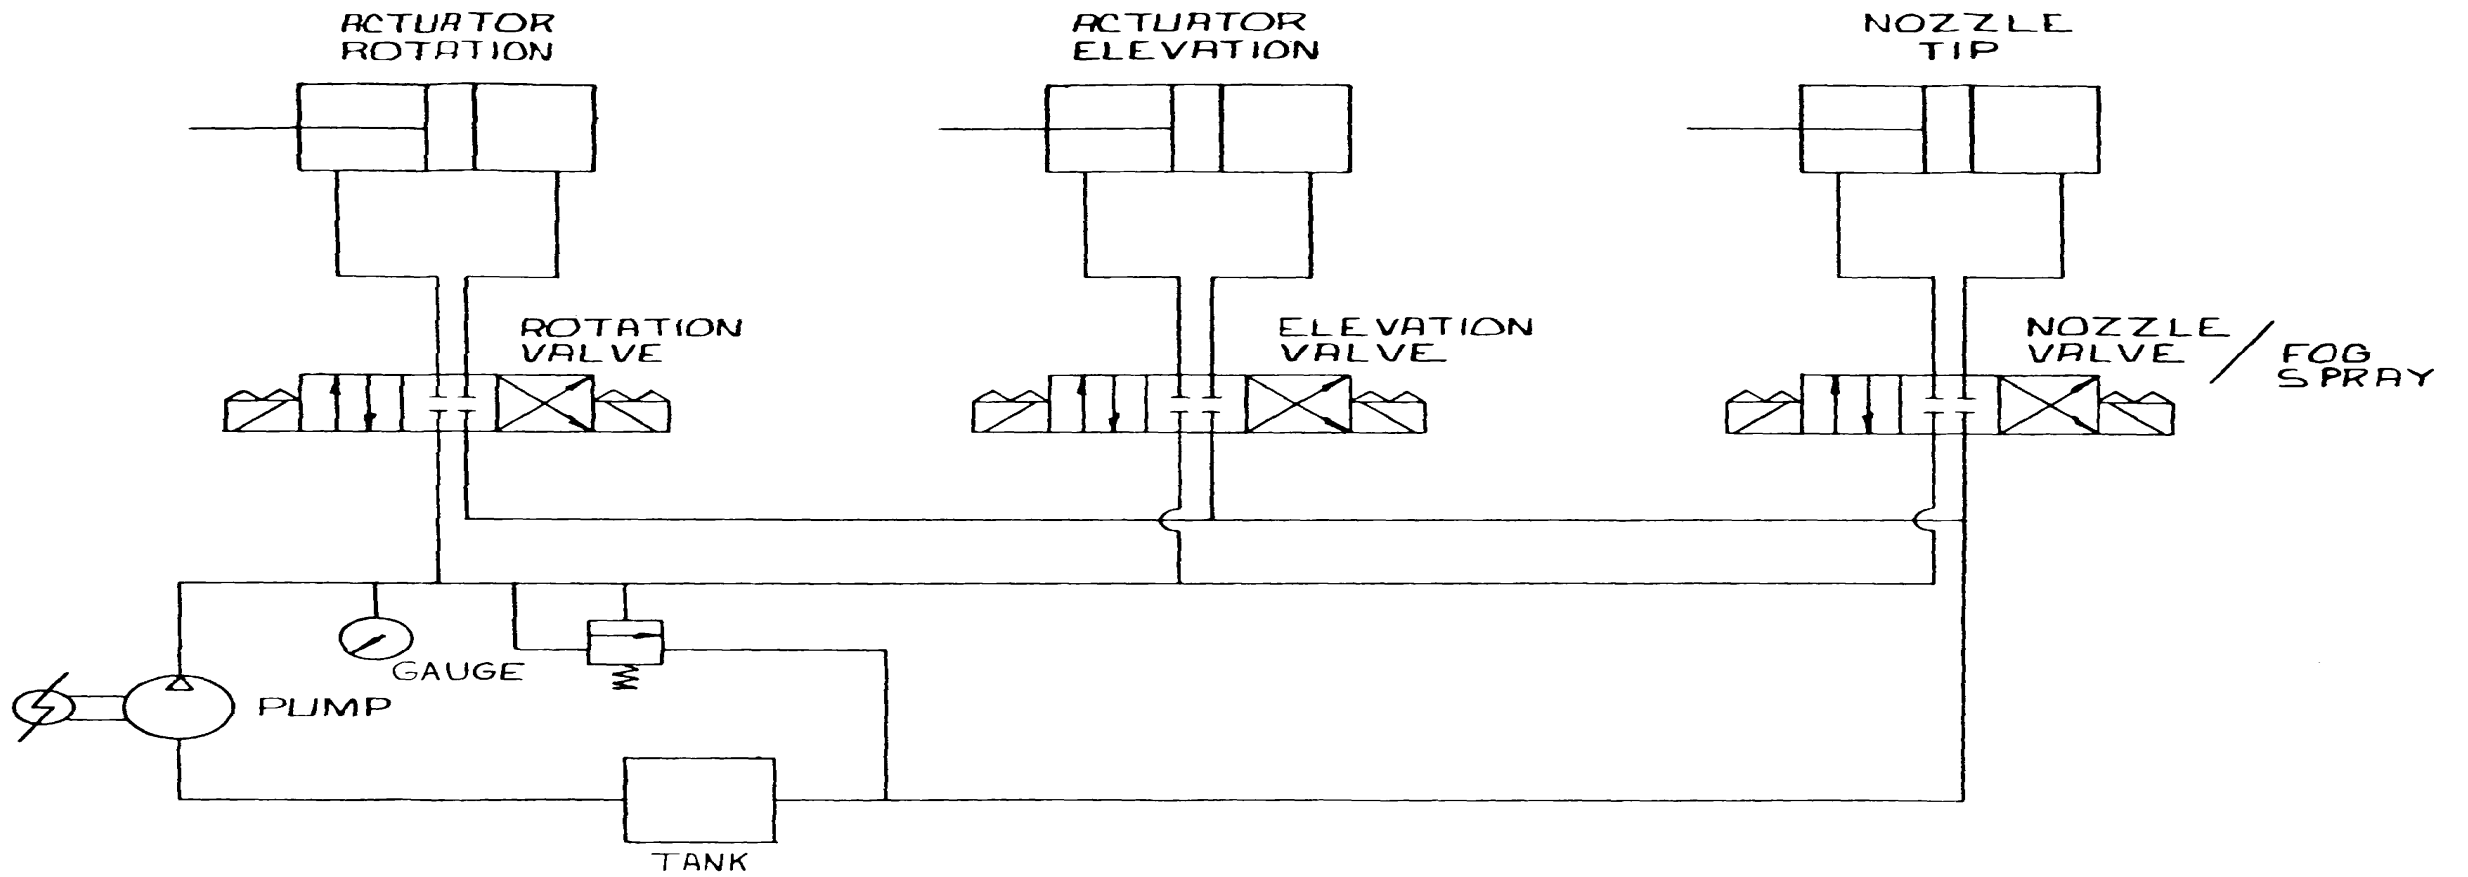 ACTUATOR
ROTATION
ACTUATOR
ELEVATION
NOZZLE
TIP
ROTATION
VALVE
ELEVATION
VALVE
NOZZLE
VALVE / FOG
SPRAY
GAUGE
PUMP
TANK